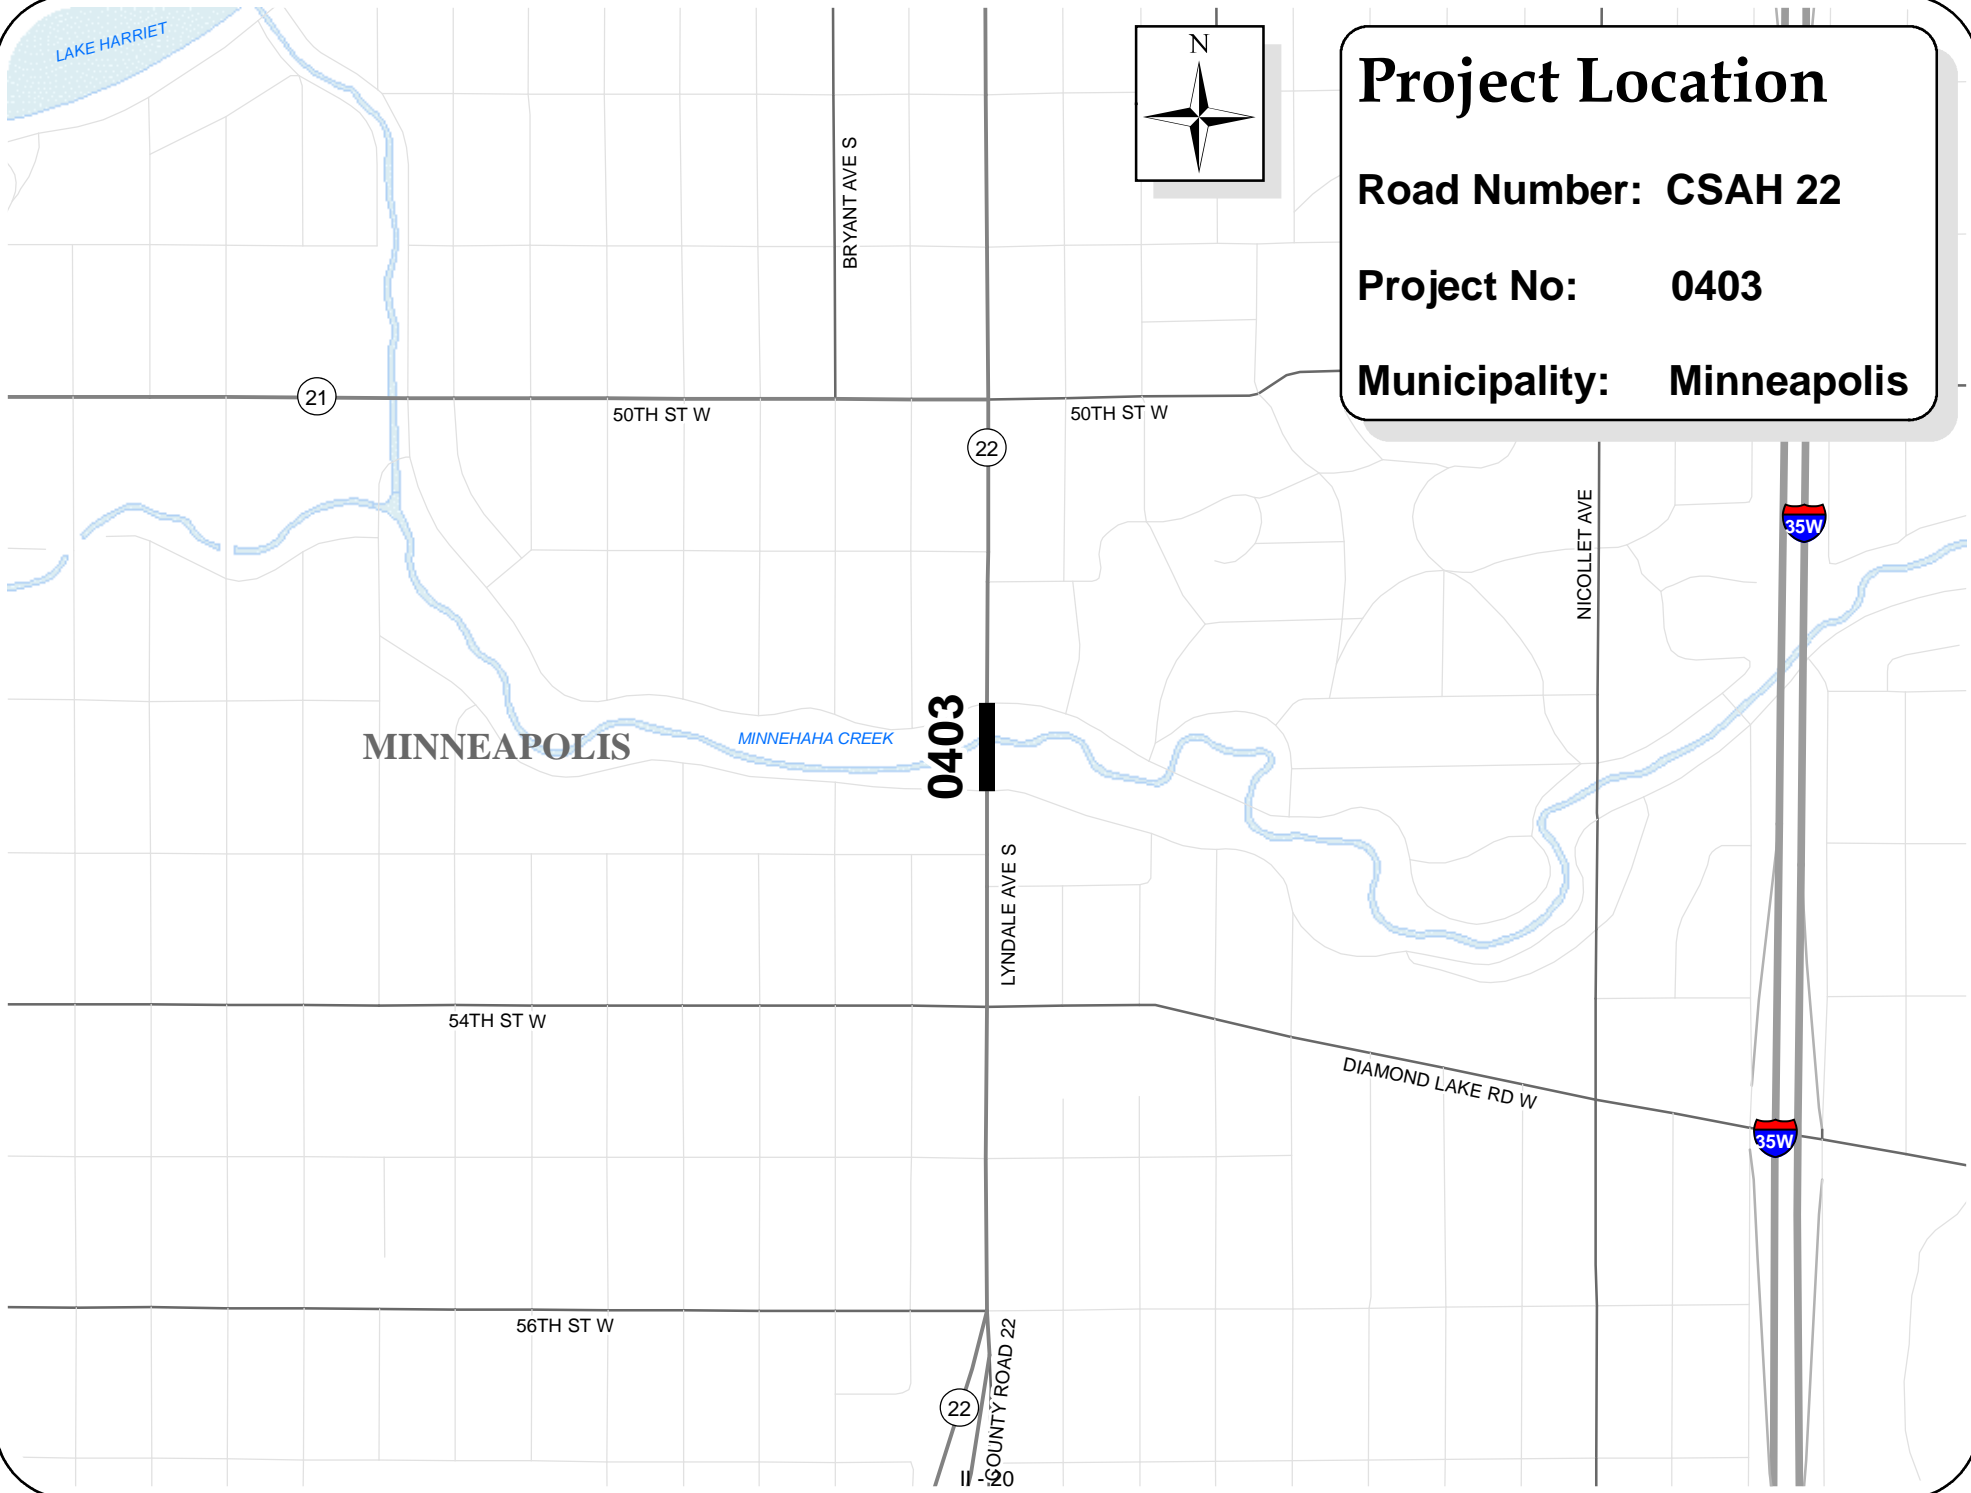 LAKE HARRIET
N
Project Location
Road Number: CSAH 22
Project No: 0403
Municipality: Minneapolis
BRYANT AVE S
21
50TH ST W
50TH ST W
22
NICOLLET AVE
35W
0403
MINNEAPOLIS
MINNEHAHA CREEK
LYNDALE AVE S
54TH ST W
DIAMOND LAKE RD W
35W
56TH ST W
COUNTY ROAD 22
22
II - 20